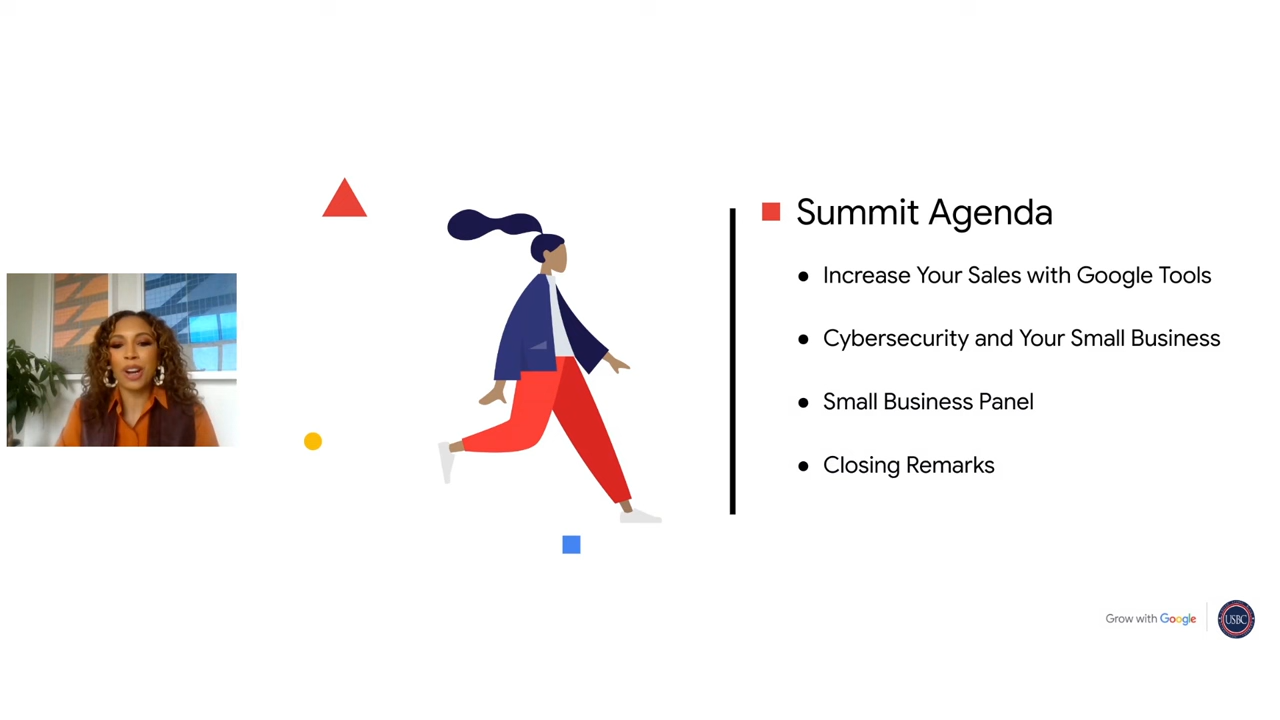 Summit Agenda
● Increase Your Sales with Google Tools
● Cybersecurity and Your Small Business
● Small Business Panel
● Closing Remarks
Grow with Google
USBC